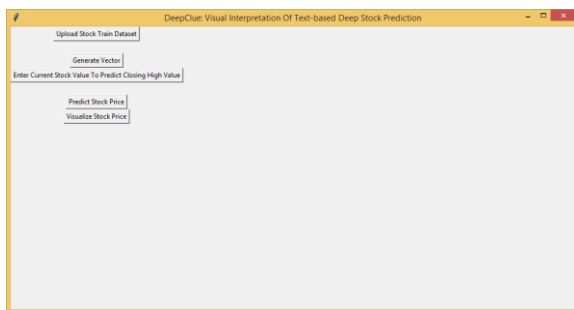 DeepClue: Visual Interpretation Of Text-based Deep Stock Prediction
Upload Stock Train Dataset
Generate Vector
Enter Current Stock Value To Predict Closing High Value
Predict Stock Price
Visualize Stock Price